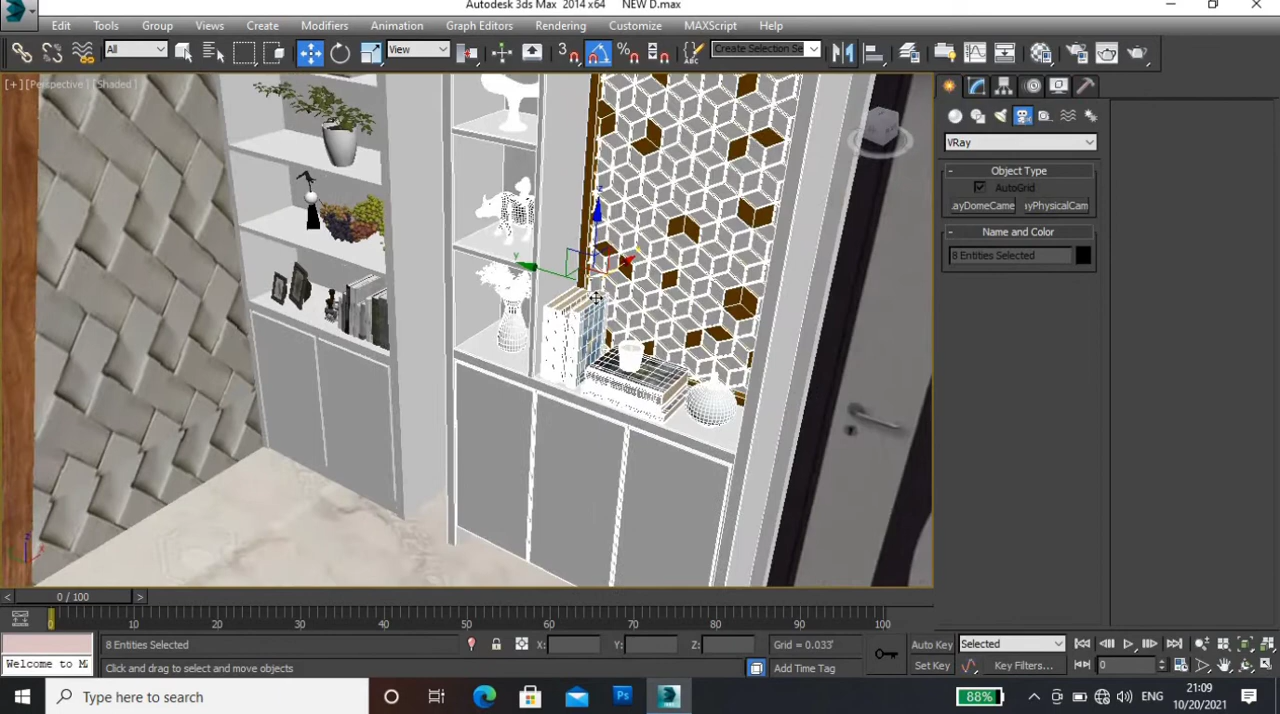 Autodesk 3ds Max 2014 x64 NEW D.max
Edit Tools Group Views Create Modifiers Animation Graph Editors Rendering Customize MAXScript Help
All View 3 Create Selection Se
[+] [Perspective] [Shaded]
VRay
Object Type
AutoGrid
.ayDomeCame ıyPhysicalCam
Name and Color
8 Entities Selected
z
y
z
< 0 / 100 >
0 10 20 30 40 50 60 70 80 90 100
8 Entities Selected X: Y: Z: Grid = 0.033' Auto Key Selected
Welcome to M Click and drag to select and move objects Add Time Tag Set Key Key Filters... 0
Type here to search Ps 88% ENG 21:09
10/20/2021